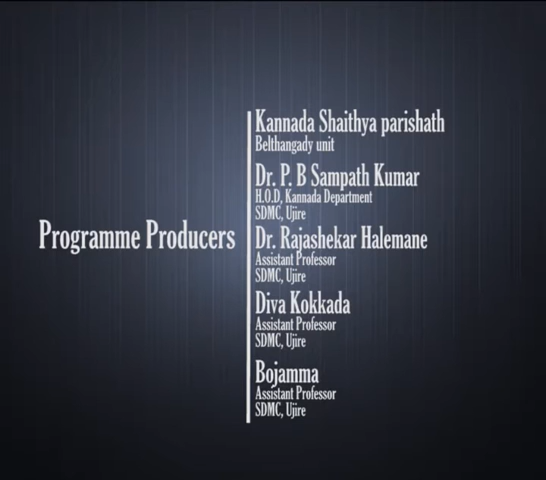 Programme Producers
Kannada Shaithya parishath
Belthangady unit
Dr. P. B Sampath Kumar
H.O.D, Kannada Department
SDMC, Ujire
Dr. Rajashekar Halemane
Assistant Professor
SDMC, Ujire
Diva Kokkada
Assistant Professor
SDMC, Ujire
Bojamma
Assistant Professor
SDMC, Ujire